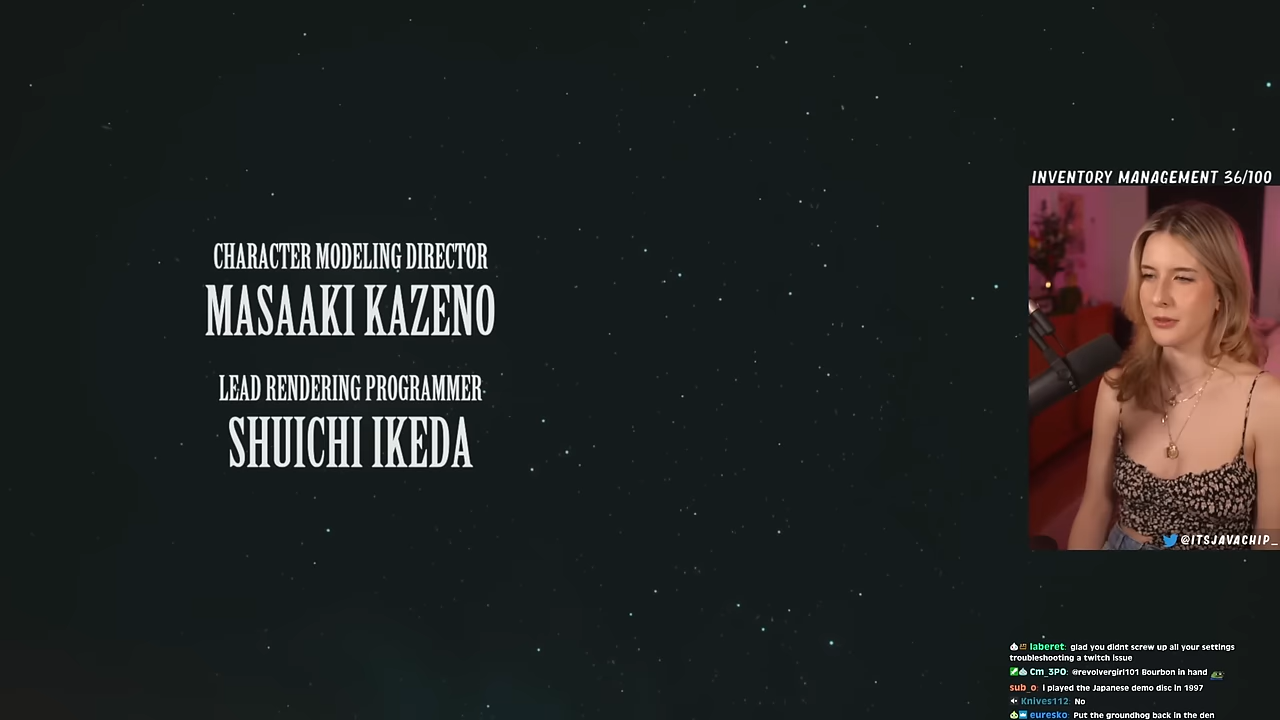 CHARACTER MODELING DIRECTOR
MASAAKI KAZENO
LEAD RENDERING PROGRAMMER
SHUICHI IKEDA
INVENTORY MANAGEMENT 36/100
@ITSJAVACHIP_
laberet: glad you didnt screw up all your settings
troubleshooting a twitch issue
Cm_3PO: @revolvergirl101 Bourbon in hand
sub_o: I played the Japanese demo disc in 1997
Knives112: No
euresko: Put the groundhog back in the den